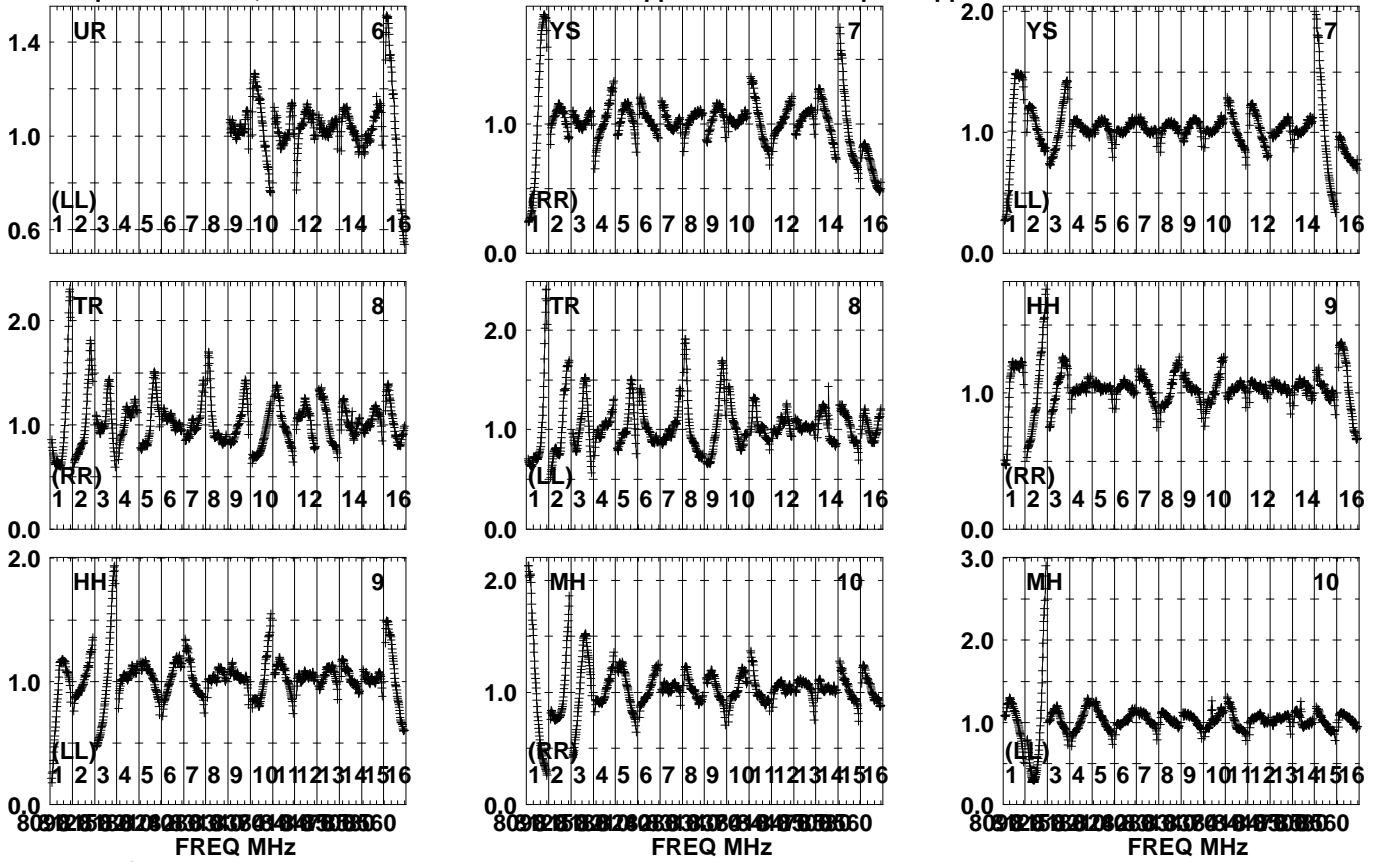 UR 6
1.4
1.0
0.6
(LL)
1 2 3 4 5 6 7 8 9 10 12 14 16
YS 7
1.0
0.0
(RR)
1 2 3 4 5 6 7 8 9 10 12 14 16
YS 7
2.0
1.0
0.0
(LL)
1 2 3 4 5 6 7 8 9 10 12 14 16
TR 8
2.0
1.0
0.0
(RR)
1 2 3 4 5 6 7 8 9 10 12 14 16
TR 8
2.0
1.0
0.0
(LL)
1 2 3 4 5 6 7 8 9 10 12 14 16
HH 9
1.0
0.0
(RR)
1 2 3 4 5 6 7 8 9 10 12 14 16
HH 9
2.0
1.0
0.0
(LL)
1 2 3 4 5 6 7 8 9 10 11 12 13 14 15 16
FREQ MHz
MH 10
2.0
1.0
0.0
(RR)
1 2 3 4 5 6 7 8 9 10 11 12 13 14 15 16
FREQ MHz
MH 10
3.0
2.0
1.0
0.0
(LL)
1 2 3 4 5 6 7 8 9 10 11 12 13 14 15 16
FREQ MHz